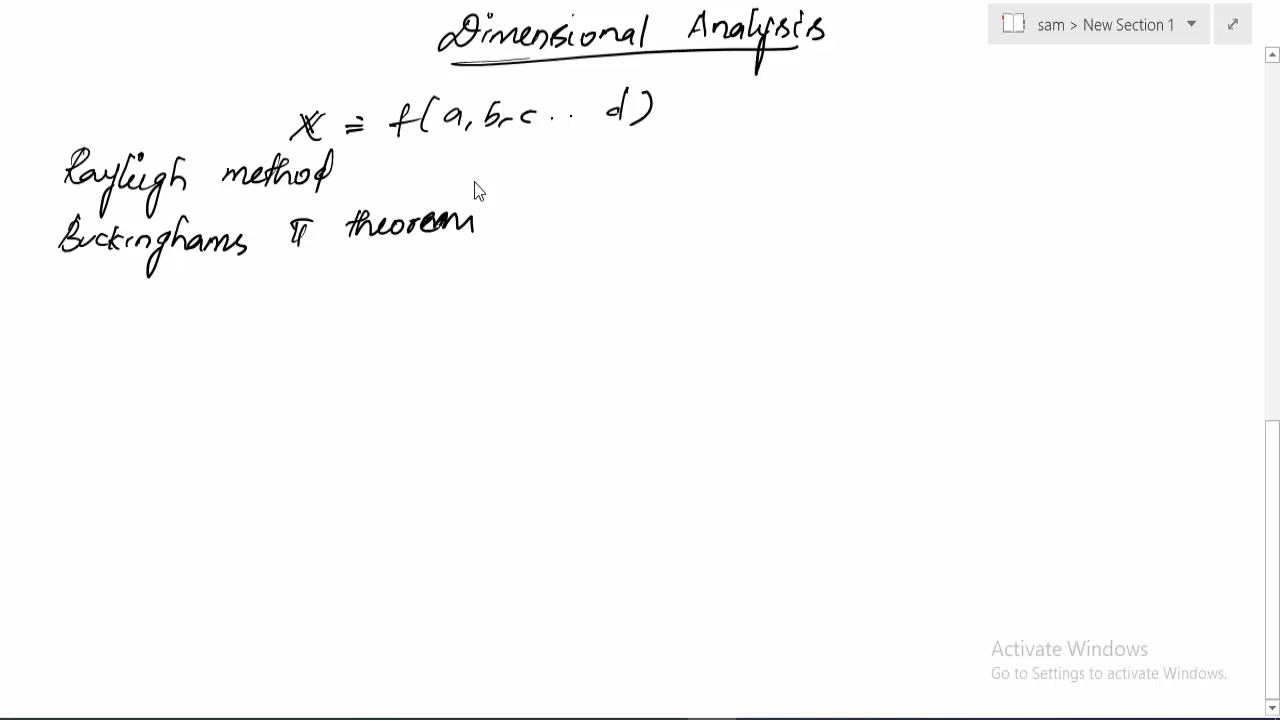 Dimensional Analysis
sam > New Section 1
X = f(a, b, c .. d)
Rayleigh method
Buckinghams π theorem
Activate Windows
Go to Settings to activate Windows.